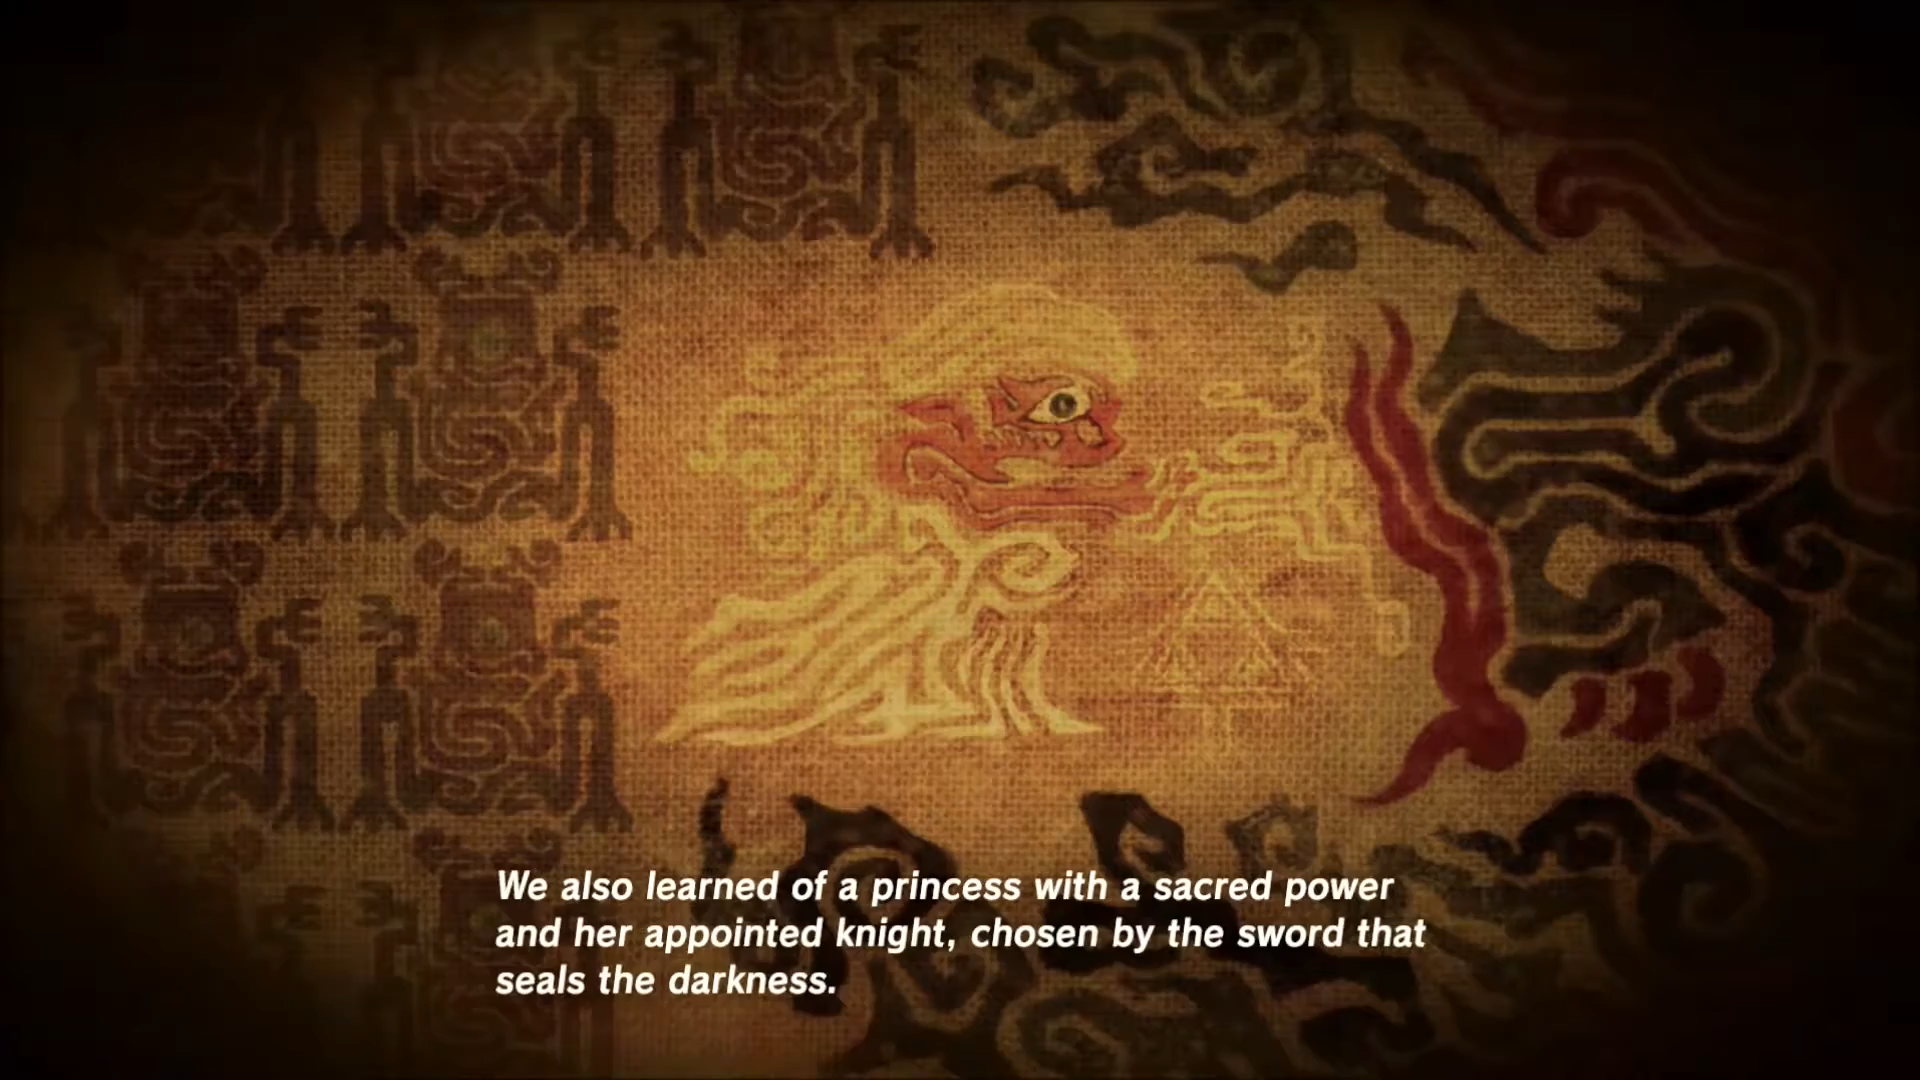 We also learned of a princess with a sacred power
and her appointed knight, chosen by the sword that
seals the darkness.